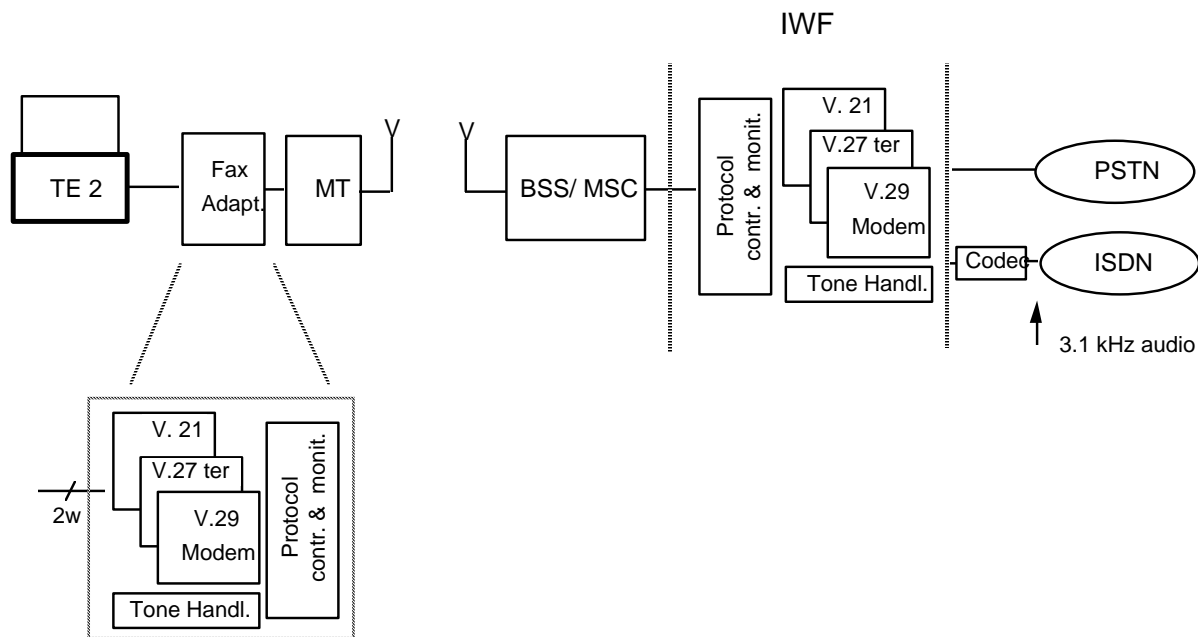 IWF
TE 2
Fax
Adapt.
MT
BSS/ MSC
Protocol
contr. & monit.
V. 21
V.27 ter
V.29
Modem
Tone Handl.
PSTN
Codec
ISDN
3.1 kHz audio
2w
V. 21
V.27 ter
V.29
Modem
Tone Handl.
Protocol
contr. & monit.